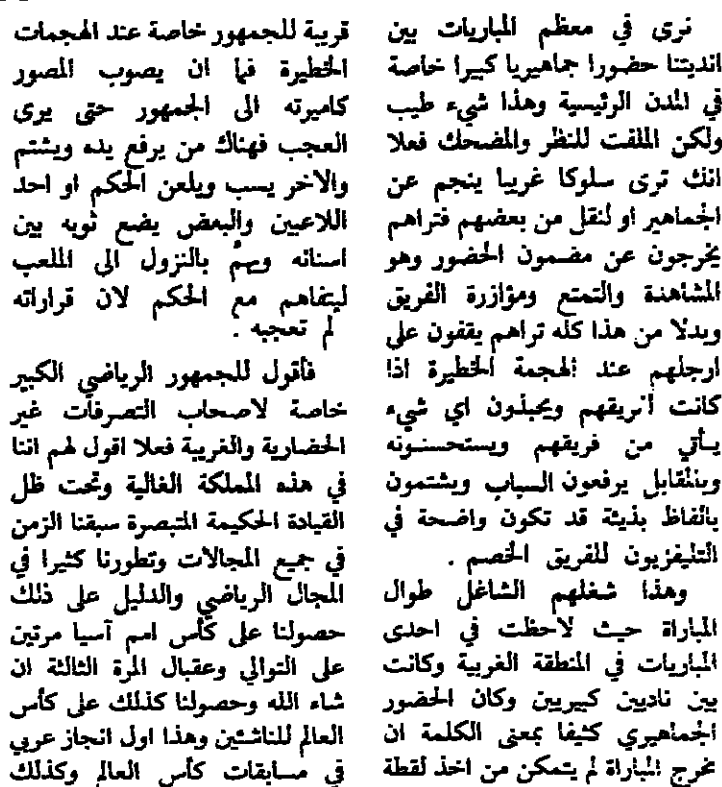 نرى في معظم المباريات بين
انديتنا حضورا جماهيريا كبيرا خاصة
في المدن الرئيسية وهذا شيء طيب
ولكن الملفت للنظر والمضحك فعلا
انك ترى سلوكا غريبا ينجم عن
الجماهير او لنقل من بعضهم فتراهم
يخرجون عن مضمون الحضور وهو
المشاهدة والتمتع ومؤازرة الفريق
وبدلا من هذا كله تراهم يقفون على
ارجلهم عند الهجمة الخطيرة اذا
كانت لفريقهم ويحبذون اي شيء
يأتي من فريقهم ويستحسنونه
وبالمقابل يرفعون السباب ويشتمون
بالفاظ بذيئة قد تكون واضحة في
التليفزيون للفريق الخصم .
وهذا شغلهم الشاغل طوال
المباراة حيث لاحظت في احدى
المباريات في المنطقة الغربية وكانت
بين ناديين كبيرين وكان الحضور
الجماهيري كثيفا بمعنى الكلمة ان
مخرج المباراة لم يتمكن من اخذ لقطة
قريبة للجمهور خاصة عند الهجمات
الخطيرة فما ان يصوب المصور
كاميرته الى الجمهور حتى يرى
العجب فهناك من يرفع يده ويشتم
والاخر يسب ويلعن الحكم او احد
اللاعبين والبعض يضع ثوبه بين
اسنانه ويهمّ بالنزول الى الملعب
ليتفاهم مع الحكم لان قراراته
لم تعجبه .
فأقول للجمهور الرياضي الكبير
خاصة لاصحاب التصرفات غير
الحضارية والغريبة فعلا اقول لهم اننا
في هذه المملكة الغالية وتحت ظل
القيادة الحكيمة المتبصرة سبقنا الزمن
في جميع المجالات وتطورنا كثيرا في
المجال الرياضي والدليل على ذلك
حصولنا على كأس امم آسيا مرتين
على التوالي وعقبال المرة الثالثة ان
شاء الله وحصولنا كذلك على كأس
العالم للناشئين وهذا اول انجاز عربي
في مسابقات كأس العالم وكذلك